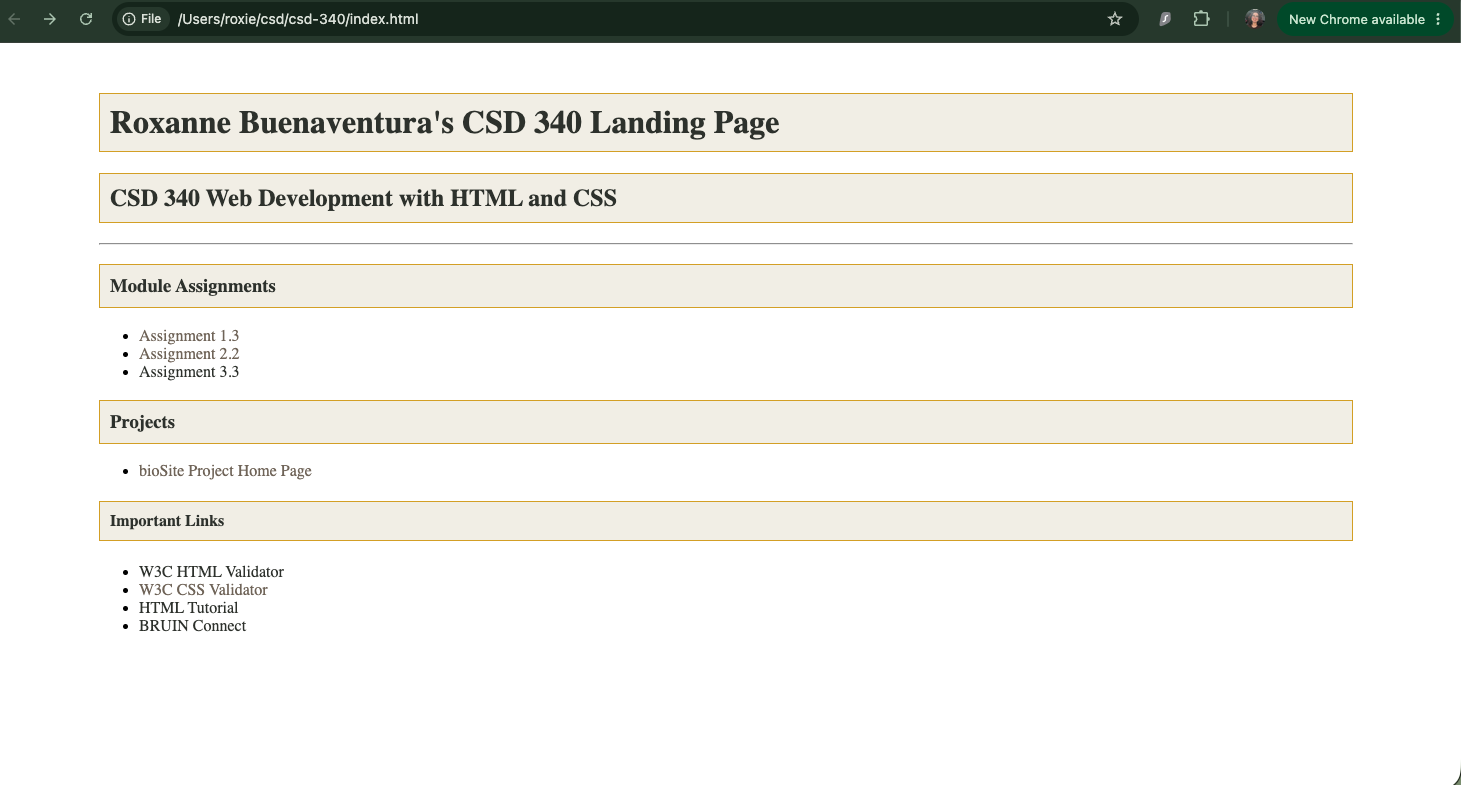 File /Users/roxie/csd/csd-340/index.html New Chrome available
Roxanne Buenaventura's CSD 340 Landing Page
CSD 340 Web Development with HTML and CSS
Module Assignments
Assignment 1.3
Assignment 2.2
Assignment 3.3
Projects
bioSite Project Home Page
Important Links
W3C HTML Validator
W3C CSS Validator
HTML Tutorial
BRUIN Connect